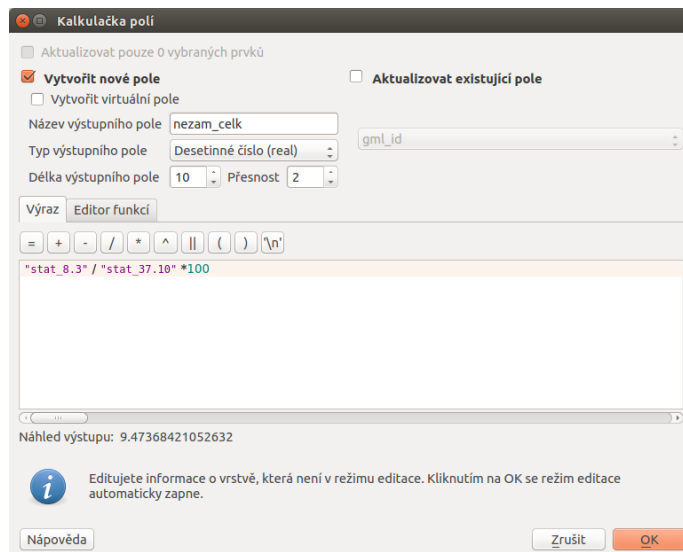 Kalkulačka polí
Aktualizovat pouze 0 vybraných prvků
Vytvořit nové pole
Aktualizovat existující pole
Vytvořit virtuální pole
Název výstupního pole nezam_celk
gml_id
Typ výstupního pole Desetinné číslo (real)
Délka výstupního pole 10 Přesnost 2
Výraz Editor funkcí
= + - / * ^ || ( ) '\n'
"stat_8.3" / "stat_37.10" *100
Náhled výstupu: 9.47368421052632
Editujete informace o vrstvě, která není v režimu editace. Kliknutím na OK se režim editace
automaticky zapne.
Nápověda Zrušit OK